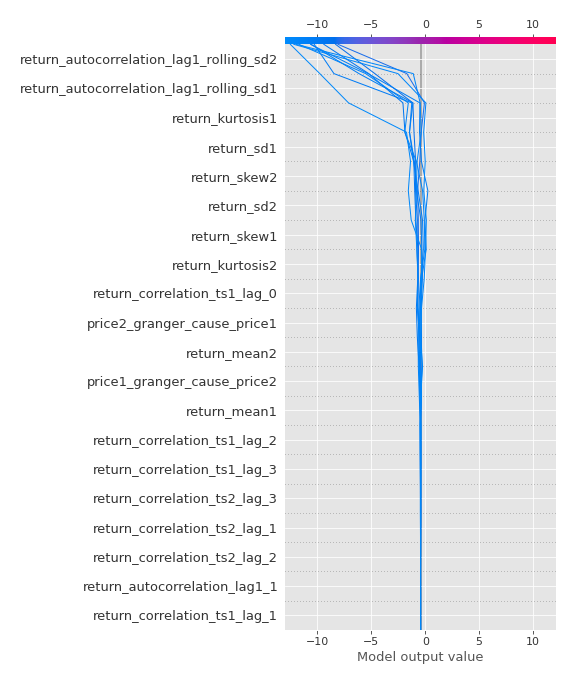 −10 −5 0 5 10
return_autocorrelation_lag1_rolling_sd2
return_autocorrelation_lag1_rolling_sd1
return_kurtosis1
return_sd1
return_skew2
return_sd2
return_skew1
return_kurtosis2
return_correlation_ts1_lag_0
price2_granger_cause_price1
return_mean2
price1_granger_cause_price2
return_mean1
return_correlation_ts1_lag_2
return_correlation_ts1_lag_3
return_correlation_ts2_lag_3
return_correlation_ts2_lag_1
return_correlation_ts2_lag_2
return_autocorrelation_lag1_1
return_correlation_ts1_lag_1
−10 −5 0 5 10
Model output value